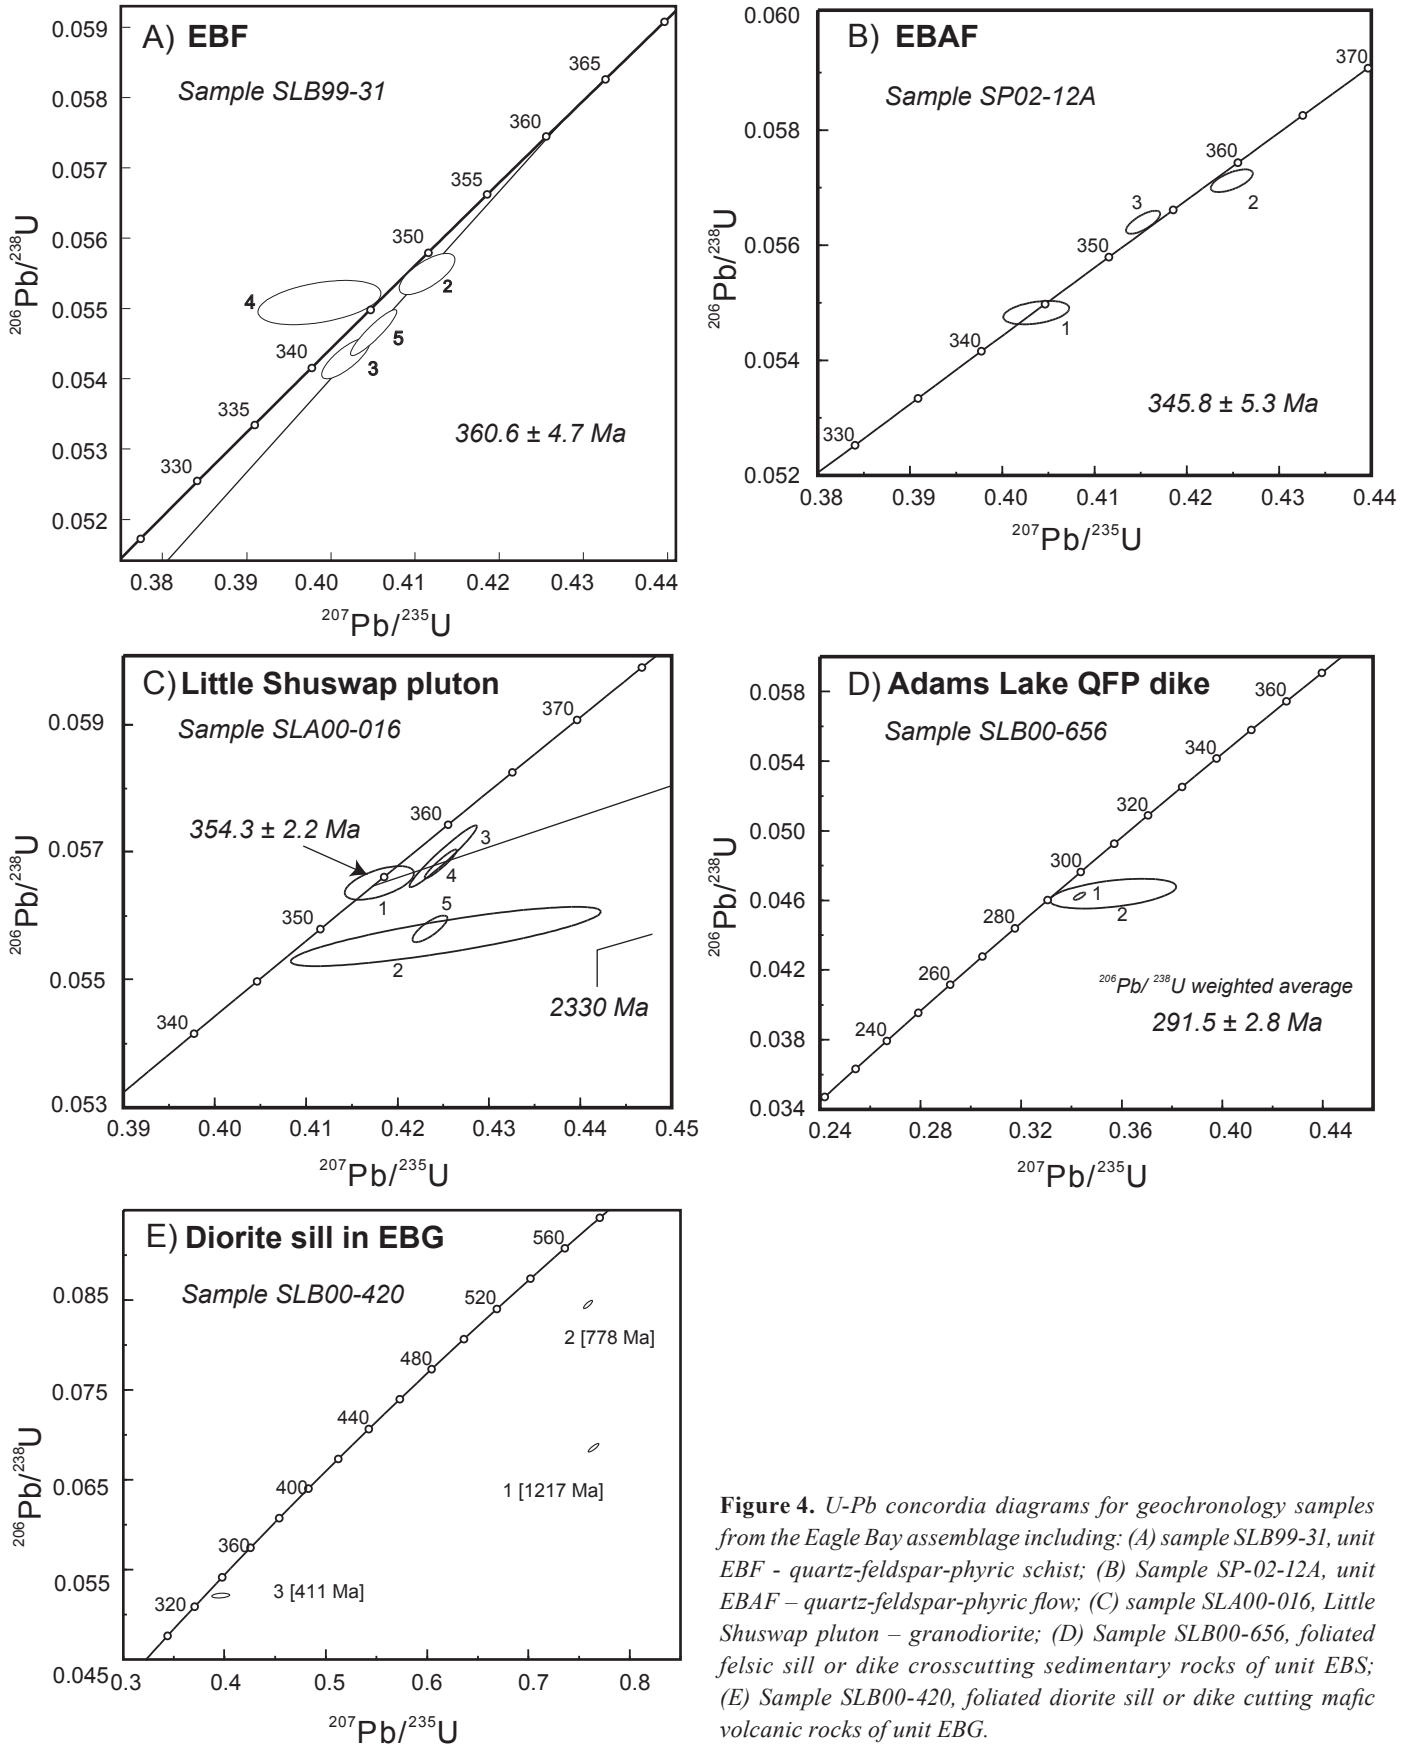 A) EBF
Sample SLB99-31
0.059
0.058
0.057
0.056
0.055
0.054
0.053
0.052
206Pb/238U
365
360
355
350
340
335
330
4
2
5
3
360.6 ± 4.7 Ma
0.38 0.39 0.40 0.41 0.42 0.43 0.44
207Pb/235U
B) EBAF
Sample SP02-12A
0.060
0.058
0.056
0.054
0.052
206Pb/238U
370
360
350
340
330
3
2
1
345.8 ± 5.3 Ma
0.38 0.39 0.40 0.41 0.42 0.43 0.44
207Pb/235U
C) Little Shuswap pluton
Sample SLA00-016
0.059
0.057
0.055
0.053
206Pb/238U
370
360
350
340
354.3 ± 2.2 Ma
3
4
1
5
2
2330 Ma
0.39 0.40 0.41 0.42 0.43 0.44 0.45
207Pb/235U
D) Adams Lake QFP dike
Sample SLB00-656
0.058
0.054
0.050
0.046
0.042
0.038
0.034
206Pb/238U
360
340
320
300
280
260
240
1
2
206Pb/ 238U weighted average
291.5 ± 2.8 Ma
0.24 0.28 0.32 0.36 0.40 0.44
207Pb/235U
E) Diorite sill in EBG
Sample SLB00-420
0.085
0.075
0.065
0.055
0.045
206Pb/238U
560
520
480
440
400
360
320
2 [778 Ma]
1 [1217 Ma]
3 [411 Ma]
0.3 0.4 0.5 0.6 0.7 0.8
207Pb/235U
Figure 4. U-Pb concordia diagrams for geochronology samples
from the Eagle Bay assemblage including: (A) sample SLB99-31, unit
EBF - quartz-feldspar-phyric schist; (B) Sample SP-02-12A, unit
EBAF – quartz-feldspar-phyric flow; (C) sample SLA00-016, Little
Shuswap pluton – granodiorite; (D) Sample SLB00-656, foliated
felsic sill or dike crosscutting sedimentary rocks of unit EBS;
(E) Sample SLB00-420, foliated diorite sill or dike cutting mafic
volcanic rocks of unit EBG.